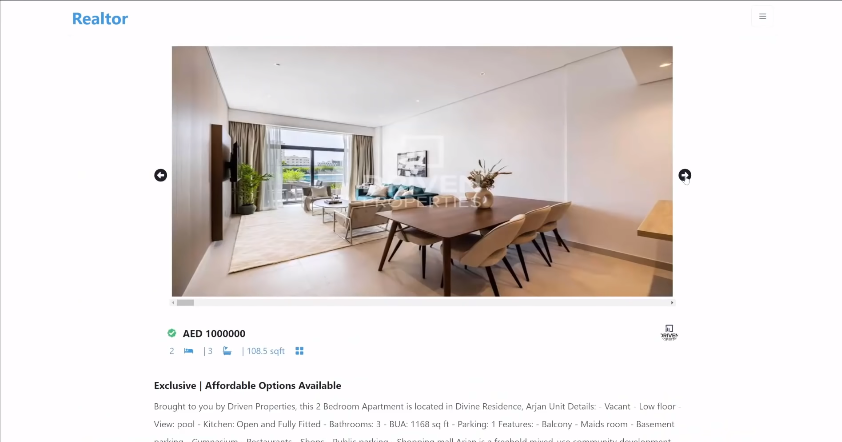 Realtor
DRIVEN
PROPERTIES
AED 1000000
DRIVEN
2 | 3 | 108.5 sqft
Exclusive | Affordable Options Available
Brought to you by Driven Properties, this 2 Bedroom Apartment is located in Divine Residence, Arjan Unit Details: - Vacant - Low floor -
View: pool - Kitchen: Open and Fully Fitted - Bathrooms: 3 - BUA: 1168 sq ft - Parking: 1 Features: - Balcony - Maids room - Basement
parking - Gymnasium - Restaurants - Shops - Public parking - Shopping mall Arjan is a freehold mixed-use community development